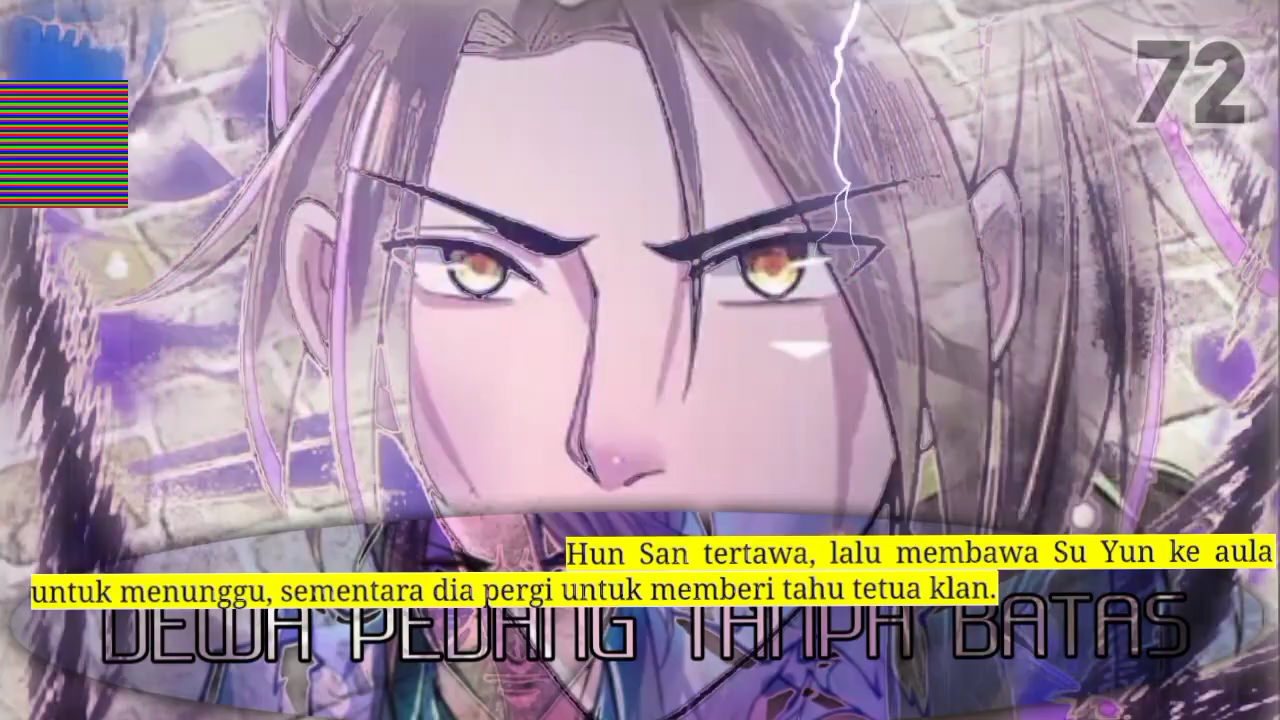 72
Hun San tertawa, lalu membawa Su Yun ke aula
untuk menunggu, sementara dia pergi untuk memberi tahu tetua klan.
DEWA PEDANG TANPA BATAS